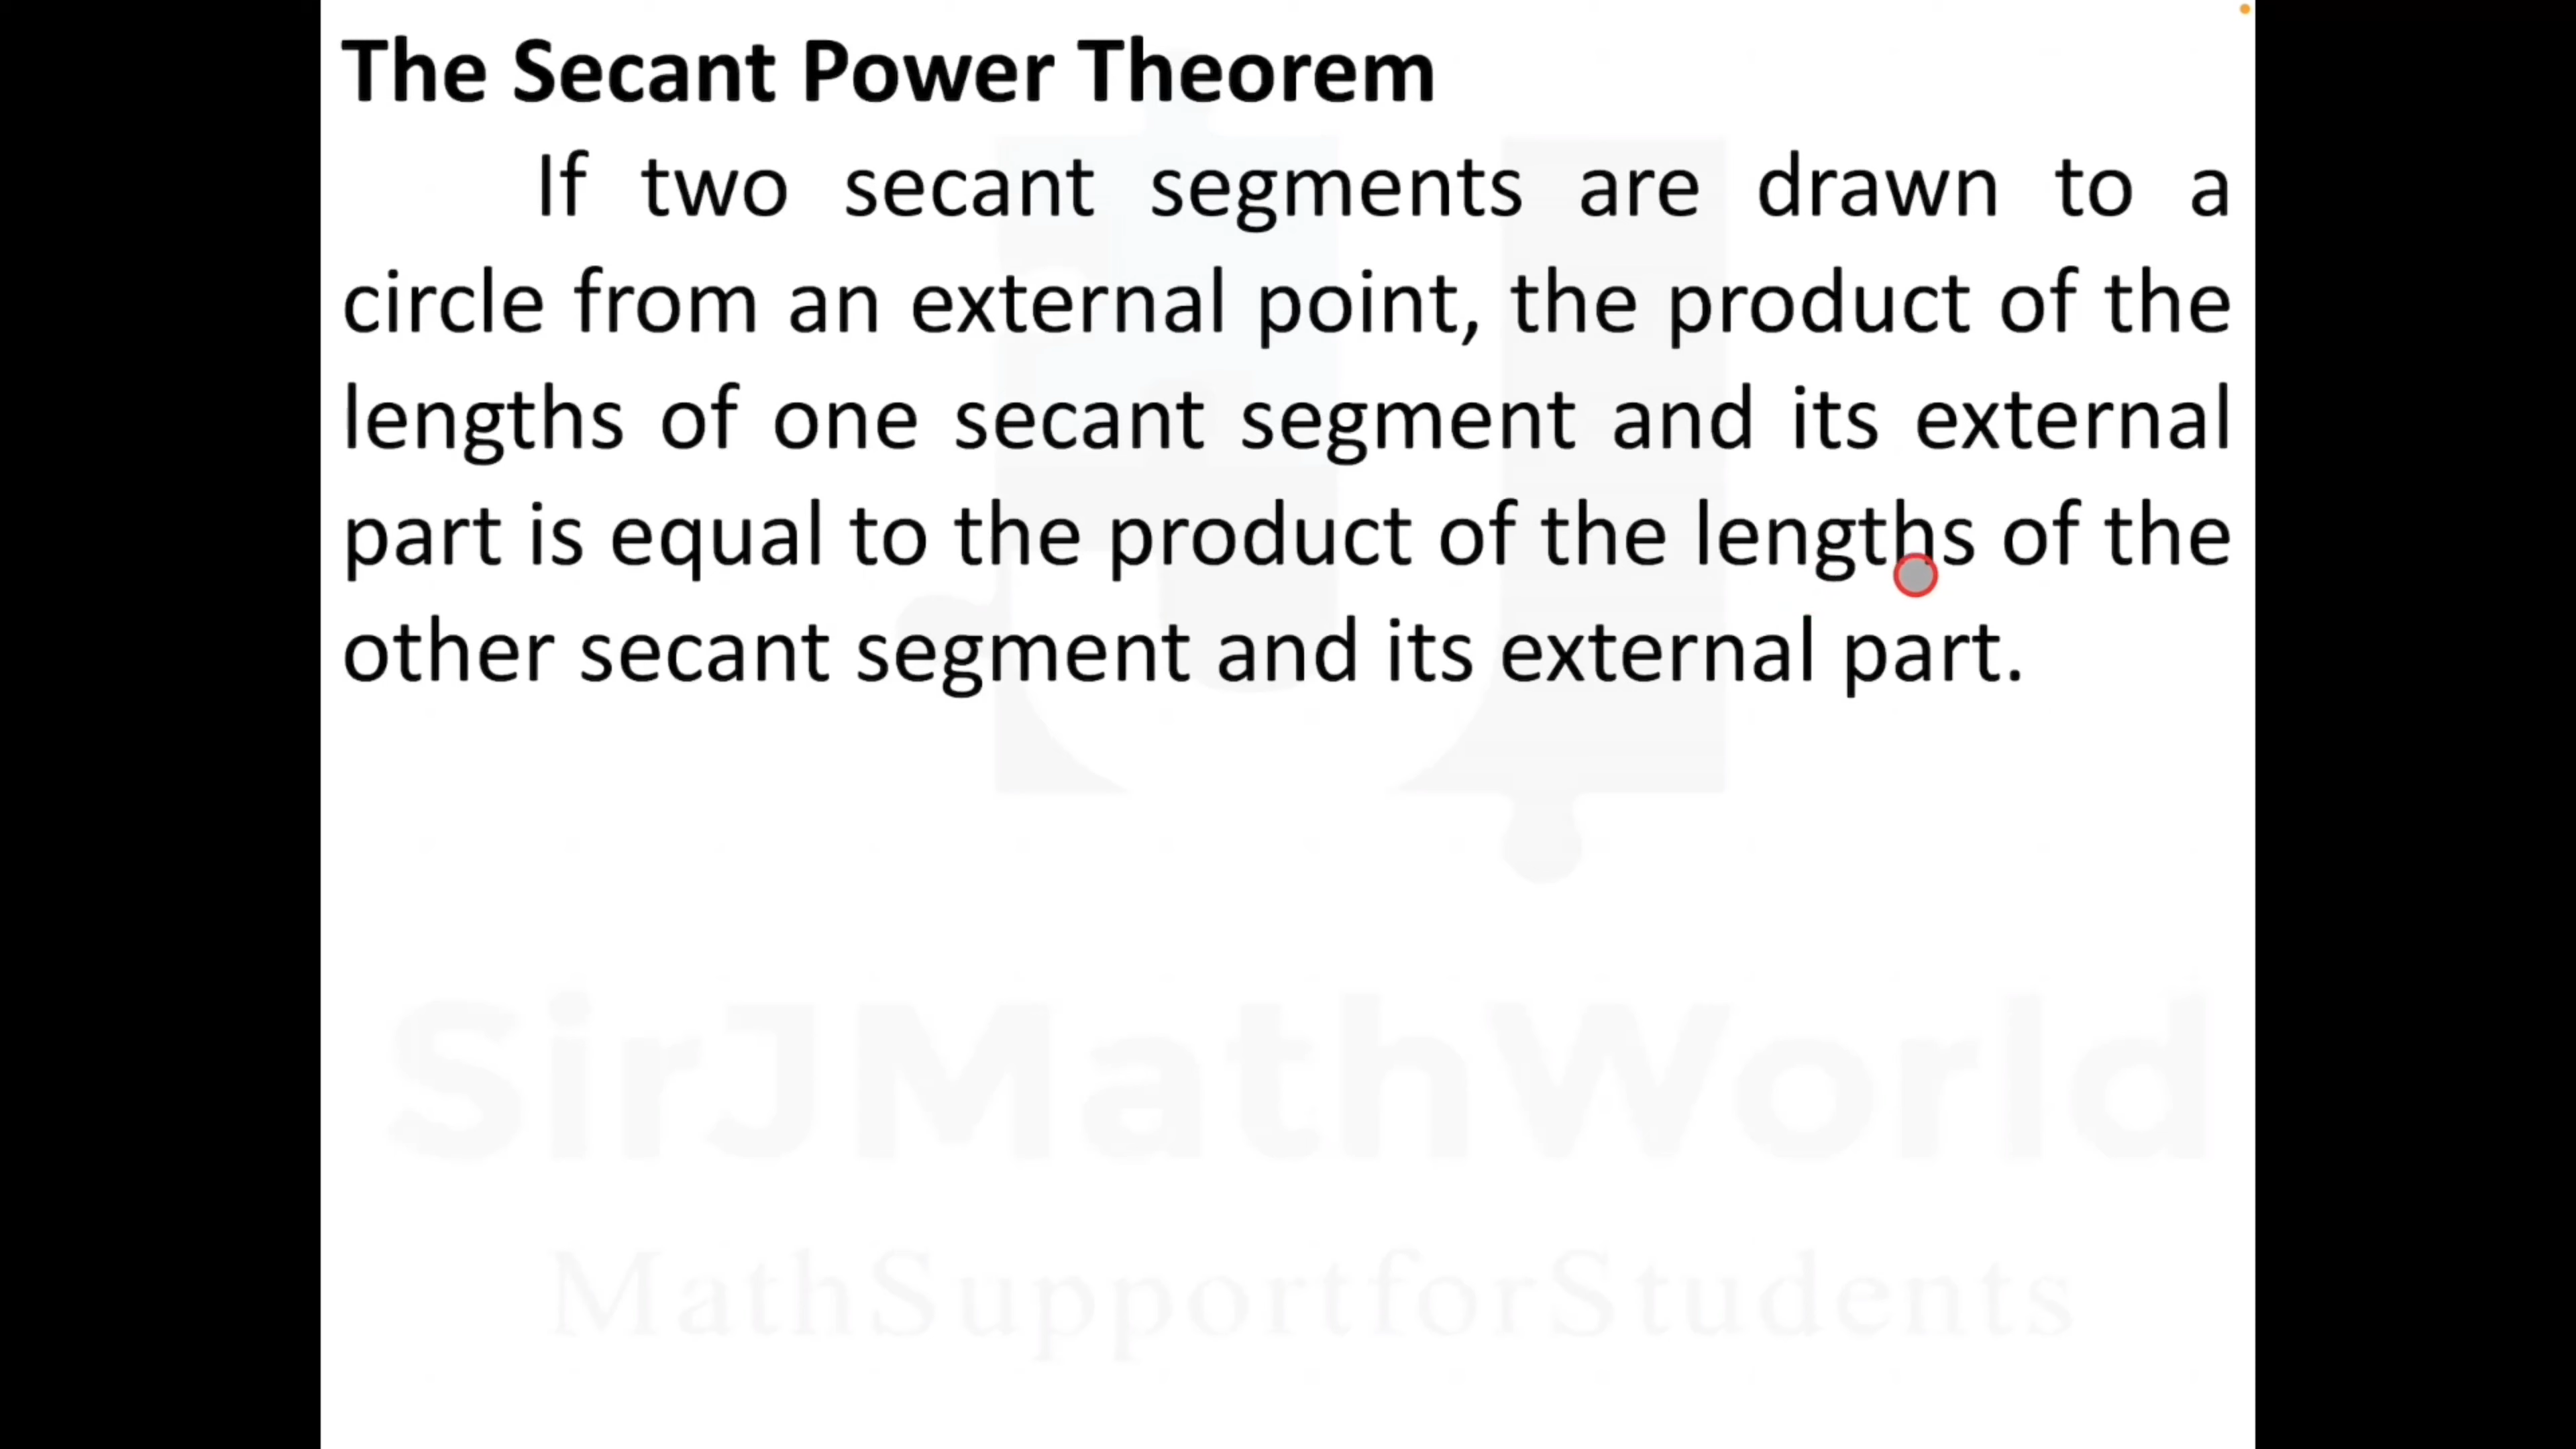 The Secant Power Theorem
If two secant segments are drawn to a
circle from an external point, the product of the
lengths of one secant segment and its external
part is equal to the product of the lengths of the
other secant segment and its external part.
SirJMathWorld
MathSupportforStudents